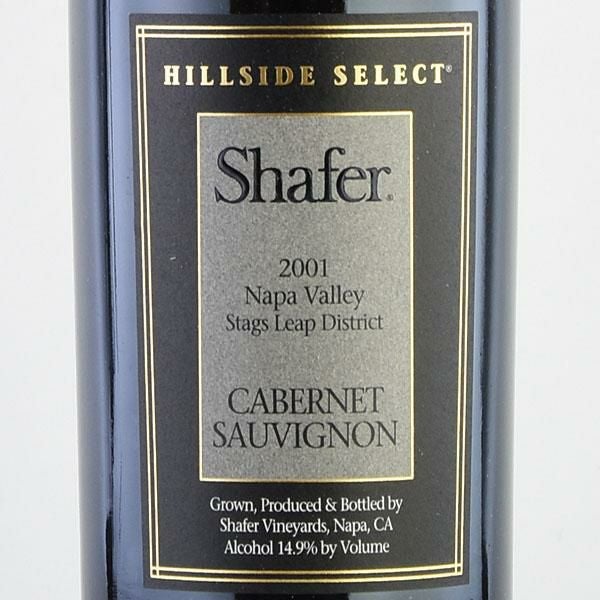 HILLSIDE SELECT®
Shafer®
2001
Napa Valley
Stags Leap District
CABERNET
SAUVIGNON
Grown, Produced & Bottled by
Shafer Vineyards, Napa, CA
Alcohol 14.9% by Volume